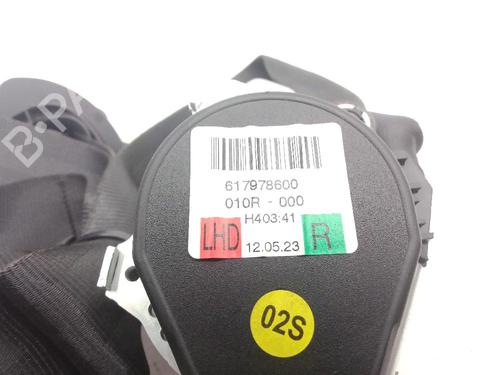 617978600
010R - 000
H403:41
LHD 12.05.23 R
02S
B-PA